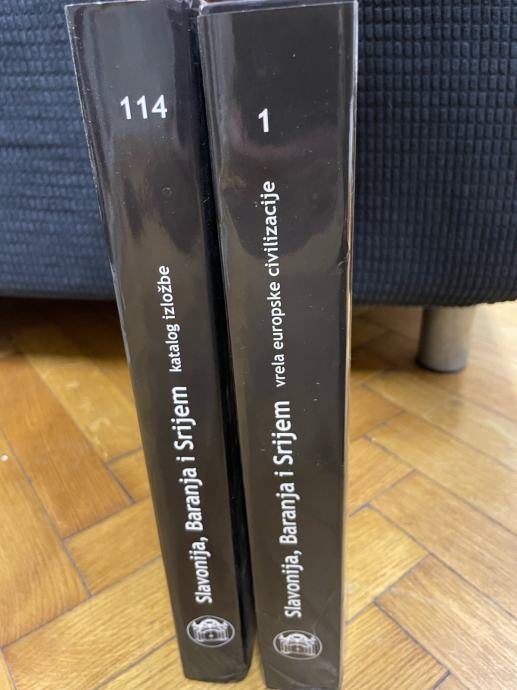 114
Slavonija, Baranja i Srijem katalog izložbe
1
Slavonija, Baranja i Srijem vrela europske civilizacije